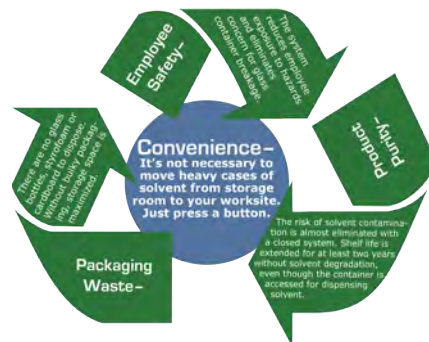 Employee
Safety–
The system
reduces employee
exposure to hazards
and eliminates
concern for glass
container breakage.
Product
Purity–
The risk of solvent contamina-
tion is almost eliminated with
a closed system. Shelf life is
extended for at least two years
without solvent degradation,
even though the container is
accessed for dispensing
solvent.
Packaging
Waste–
There are no glass
bottles, styrofoam or
cardboard to dispose.
Without bulky packag-
ing, storage space is
maximized.
Convenience–
It's not necessary to
move heavy cases of
solvent from storage
room to your worksite.
Just press a button.